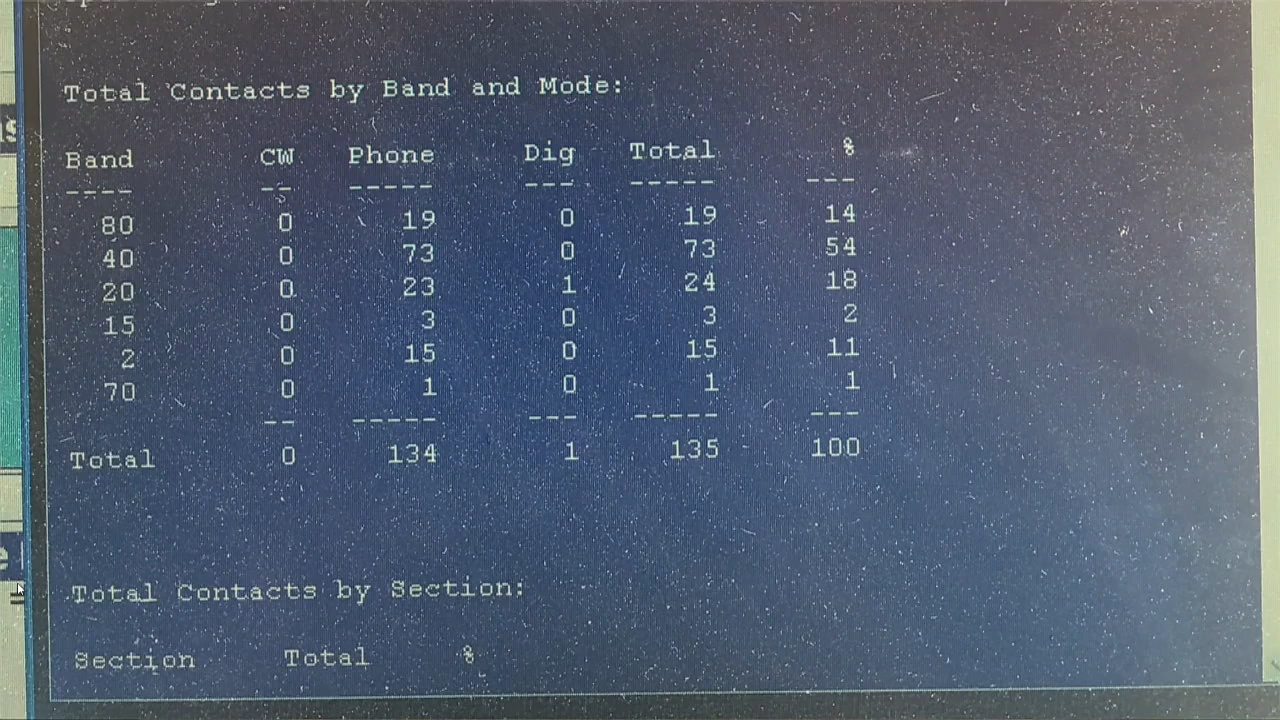 Total Contacts by Band and Mode:
Band CW Phone Dig Total %
---- -- ----- --- ----- ---
80 0 19 0 19 14
40 0 73 0 73 54
20 0 23 1 24 18
15 0 3 0 3 2
2 0 15 0 15 11
70 0 1 0 1 1
-- ----- --- ----- ---
Total 0 134 1 135 100
Total Contacts by Section:
Section Total %